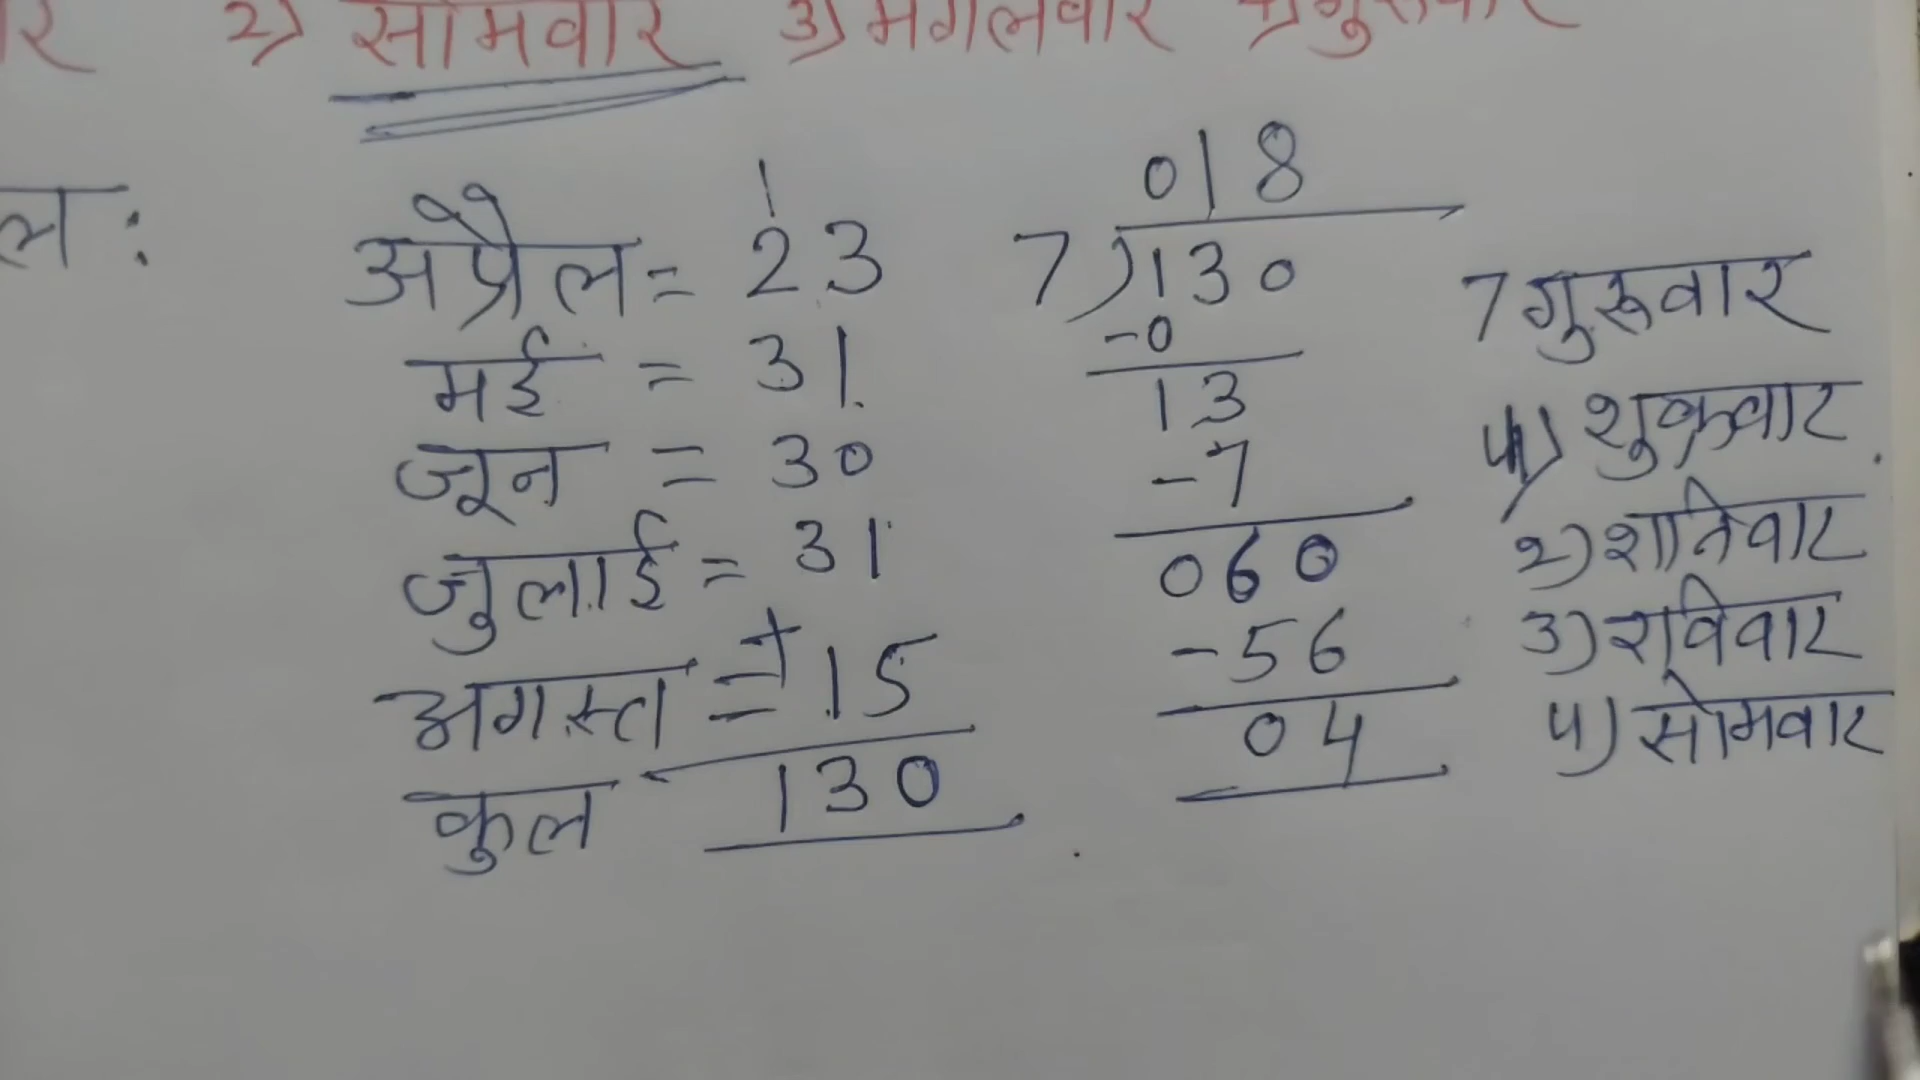 2) सोमवार 3) मंगलवार 4) गुरुवार
ल:
1
अप्रैल = 23
मई = 31
जून = 30
जुलाई = 31
अगस्त = + 15
कुल 130
018
7)130
-0
13
-7
060
-56
04
7 गुरूवार
शुक्रवार
2) शनिवार
3) रविवार
4) सोमवार